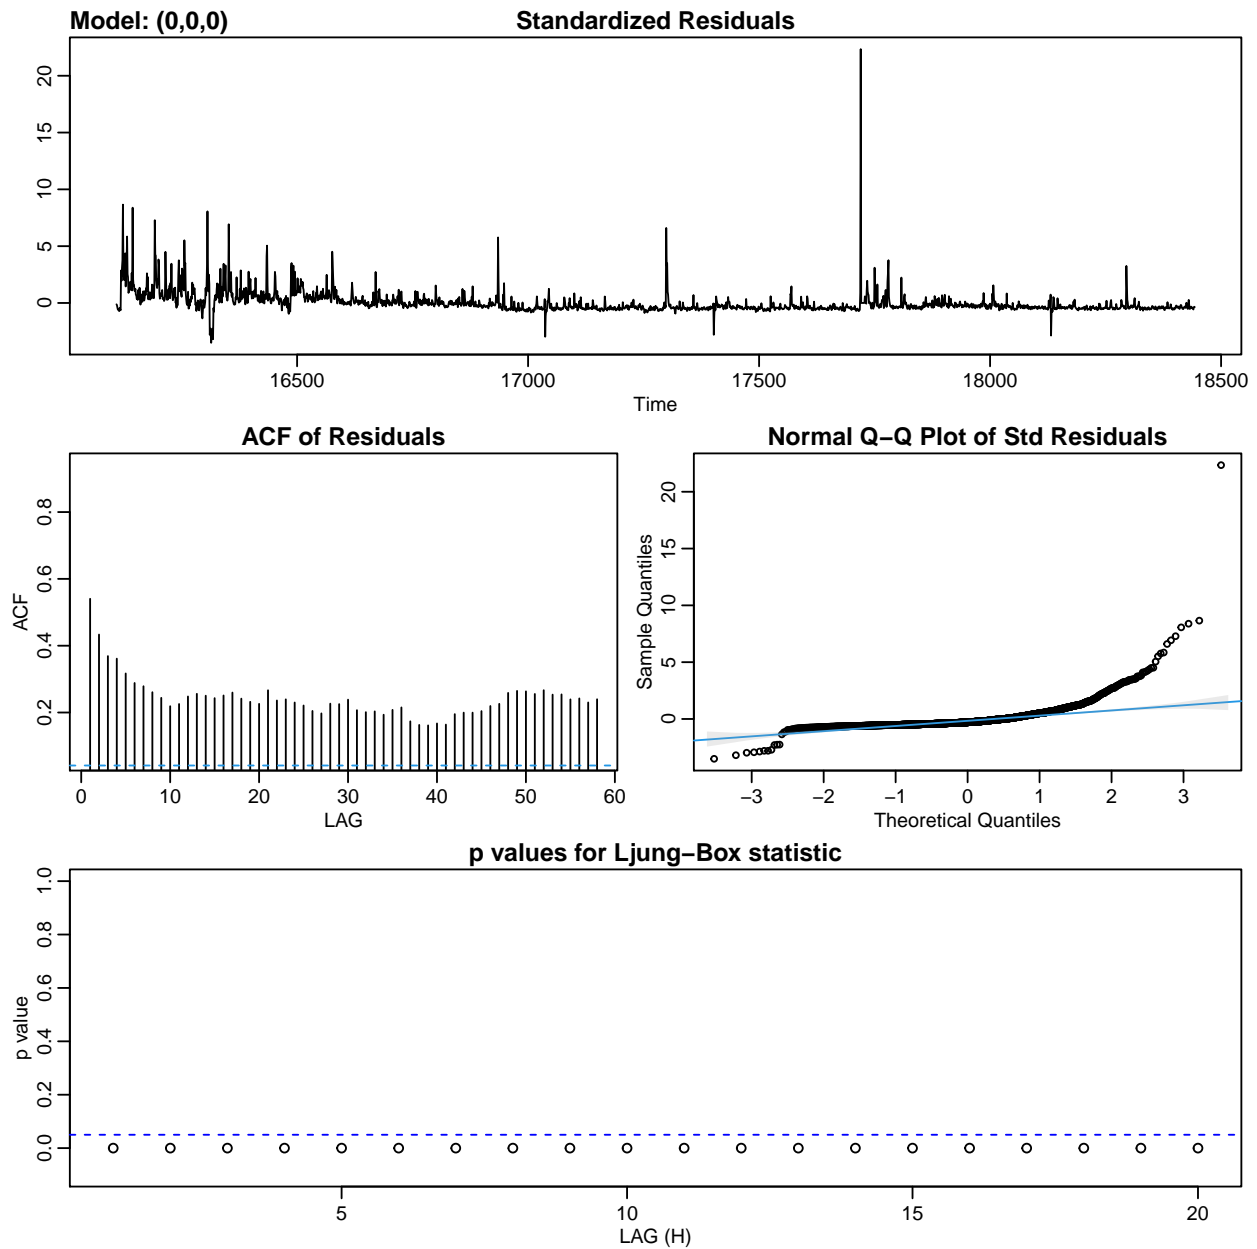 Model: (0,0,0) Standardized Residuals
20
15
10
5
0
16500 17000 17500 18000 18500
Time
ACF of Residuals
ACF
0.8
0.6
0.4
0.2
0 10 20 30 40 50 60
LAG
Normal Q−Q Plot of Std Residuals
Sample Quantiles
20
15
10
5
0
−3 −2 −1 0 1 2 3
Theoretical Quantiles
p values for Ljung−Box statistic
p value
1.0
0.8
0.6
0.4
0.2
0.0
5 10 15 20
LAG (H)